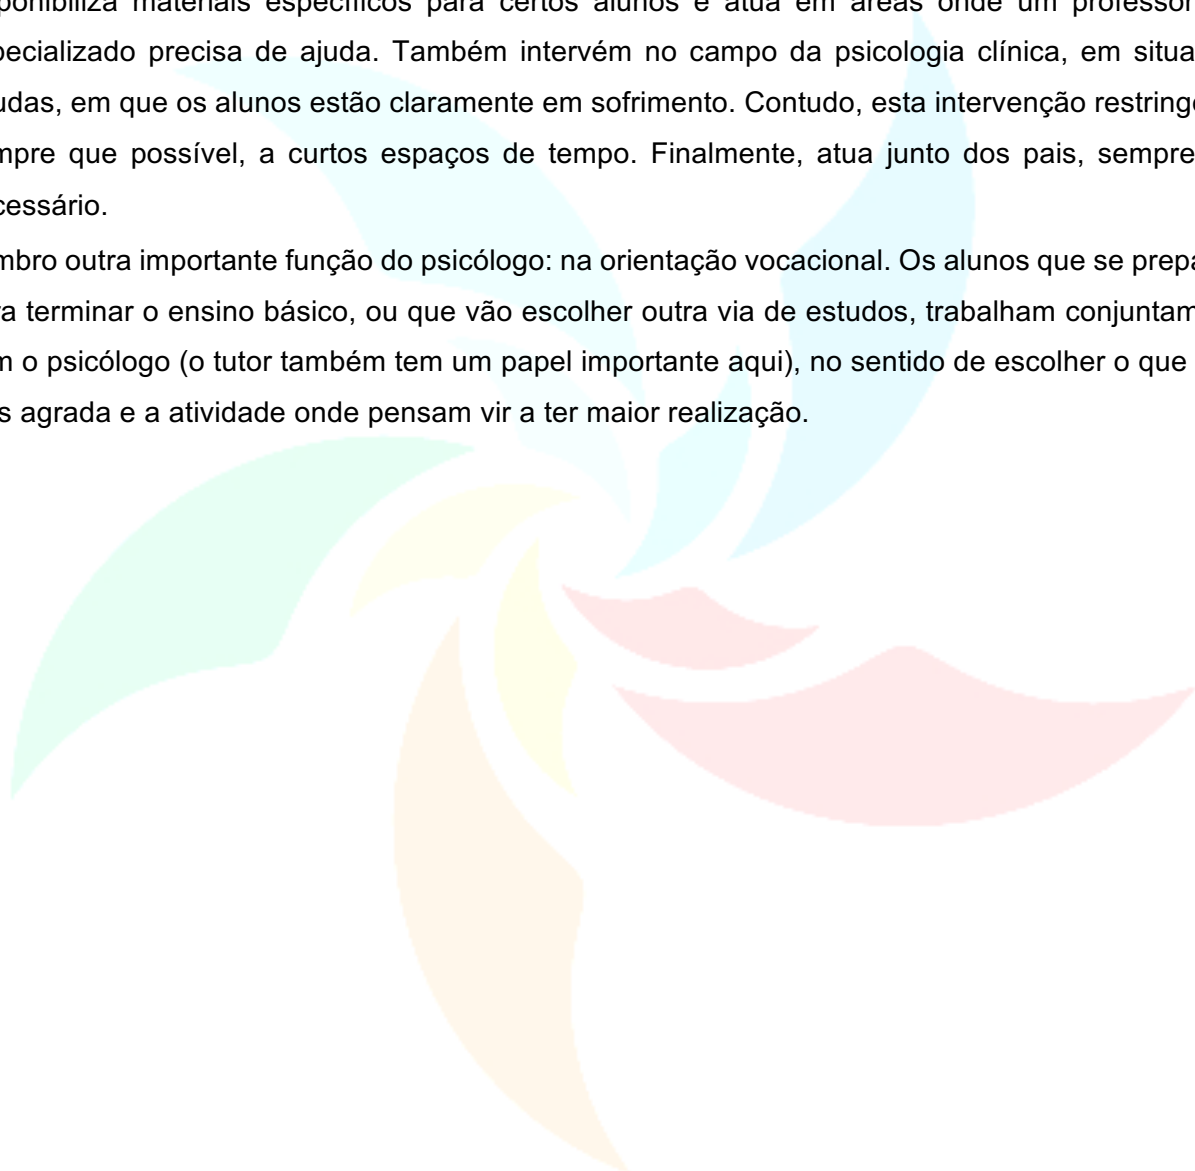 ponibiliza materiais específicos para certos alunos e atua em áreas onde um professor
pecializado precisa de ajuda. Também intervém no campo da psicologia clínica, em situa
udas, em que os alunos estão claramente em sofrimento. Contudo, esta intervenção restringe
mpre que possível, a curtos espaços de tempo. Finalmente, atua junto dos pais, sempre
cessário.
mbro outra importante função do psicólogo: na orientação vocacional. Os alunos que se prepa
ra terminar o ensino básico, ou que vão escolher outra via de estudos, trabalham conjuntam
m o psicólogo (o tutor também tem um papel importante aqui), no sentido de escolher o que
s agrada e a atividade onde pensam vir a ter maior realização.